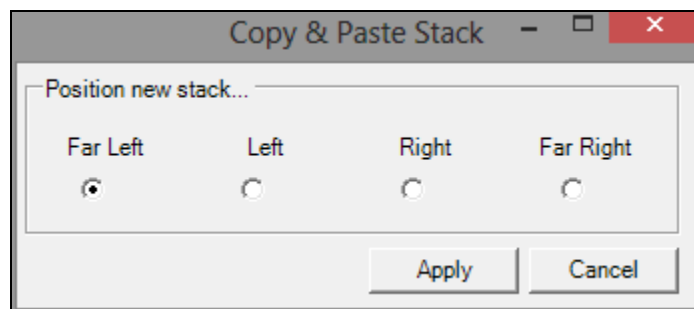 Copy & Paste Stack
Position new stack...
Far Left Left Right Far Right
Apply Cancel